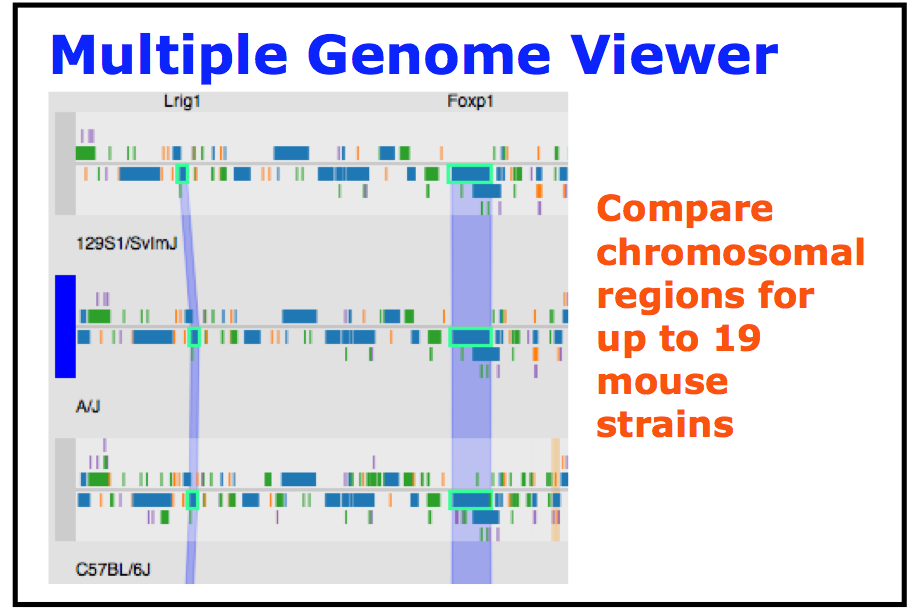 Multiple Genome Viewer
Lrig1 Foxp1
129S1/SvImJ
A/J
C57BL/6J
Compare
chromosomal
regions for
up to 19
mouse
strains